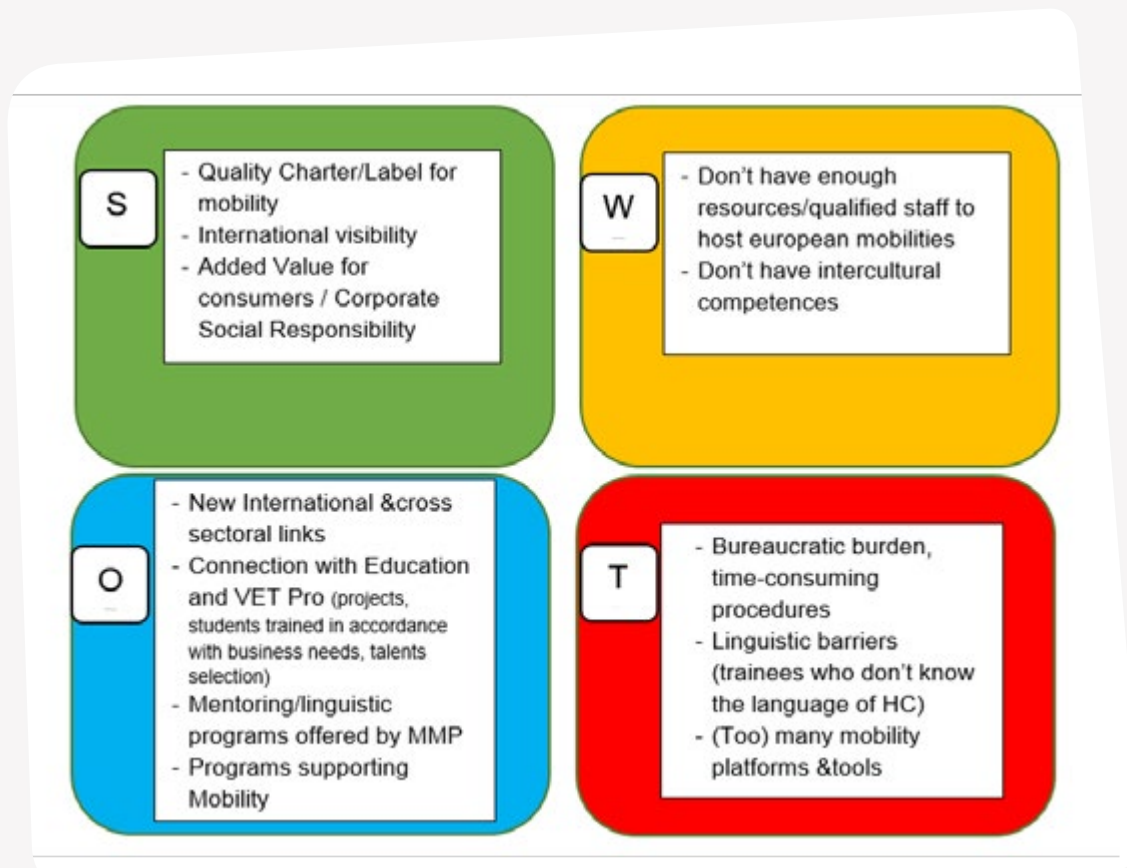 S
- Quality Charter/Label for
mobility
- International visibility
- Added Value for
consumers / Corporate
Social Responsibility
W
- Don't have enough
resources/qualified staff to
host european mobilities
- Don't have intercultural
competences
O
- New International &cross
sectoral links
- Connection with Education
and VET Pro (projects,
students trained in accordance
with business needs, talents
selection)
- Mentoring/linguistic
programs offered by MMP
- Programs supporting
Mobility
T
- Bureaucratic burden,
time-consuming
procedures
- Linguistic barriers
(trainees who don't know
the language of HC)
- (Too) many mobility
platforms &tools